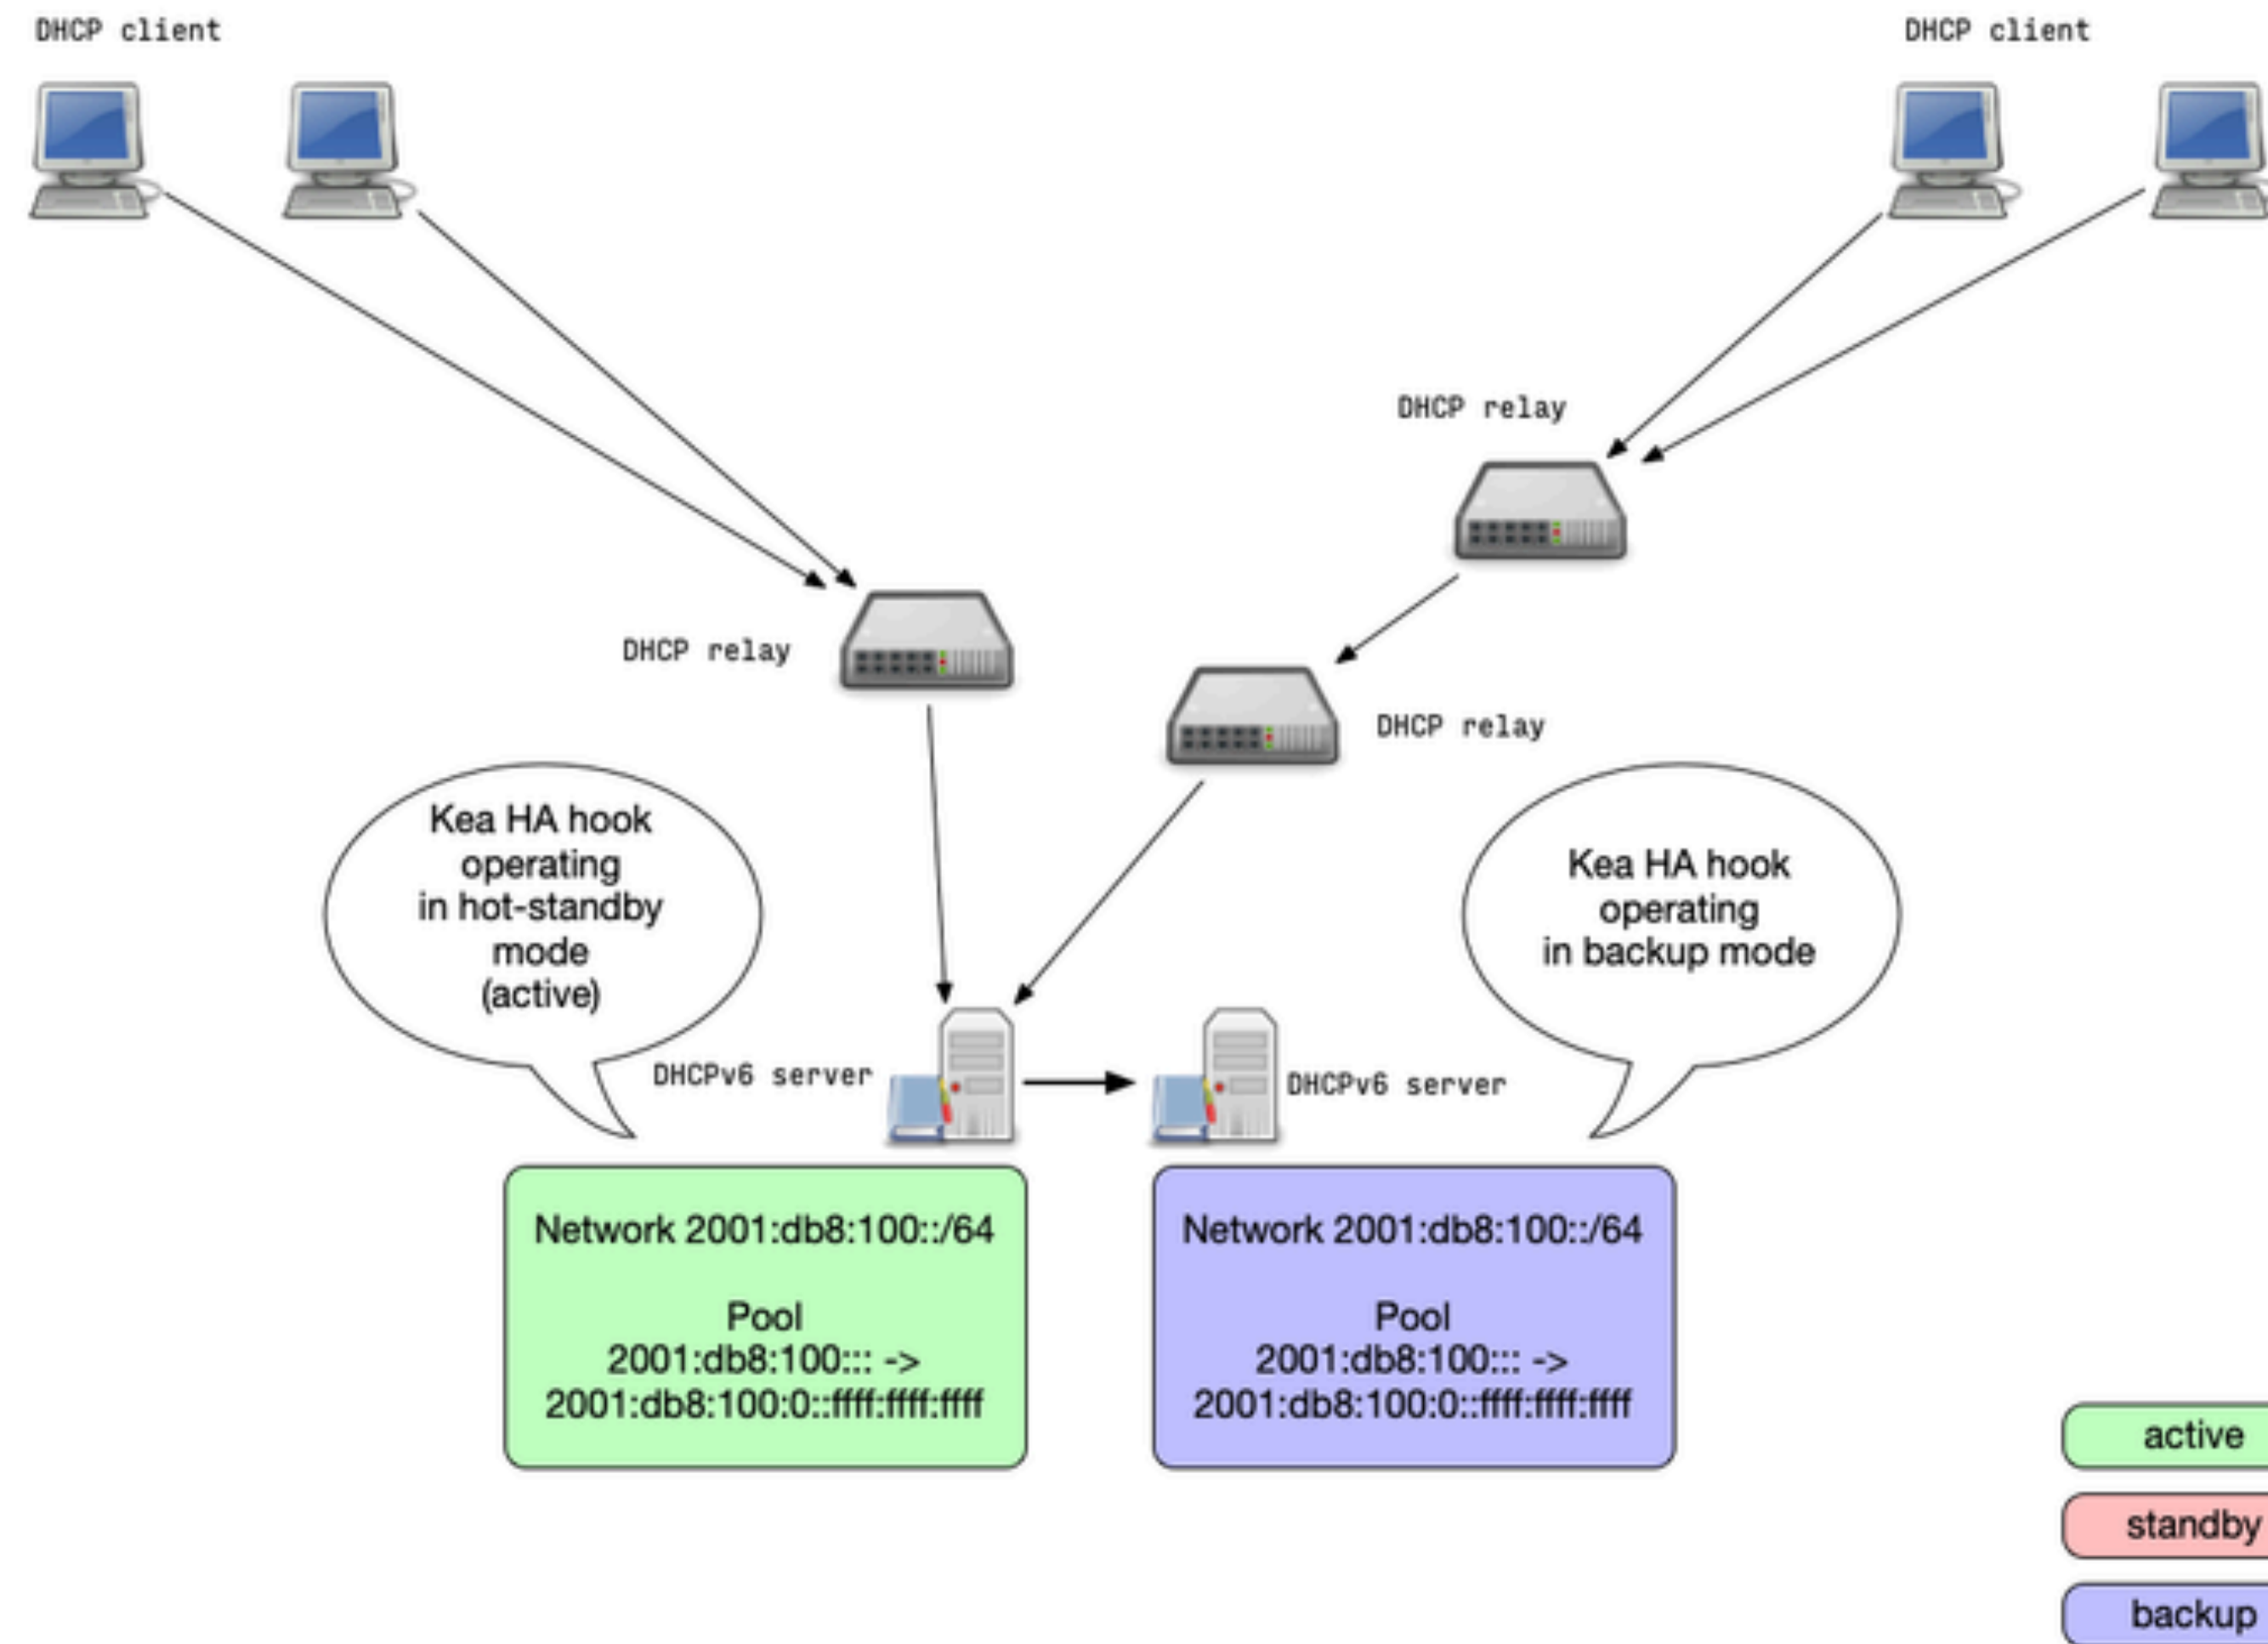 DHCP client
DHCP client
DHCP relay
DHCP relay
DHCP relay
Kea HA hook
operating
in hot-standby
mode
(active)
Kea HA hook
operating
in backup mode
DHCPv6 server
DHCPv6 server
Network 2001:db8:100::/64
Pool
2001:db8:100::: ->
2001:db8:100:0::ffff:ffff:ffff
Network 2001:db8:100::/64
Pool
2001:db8:100::: ->
2001:db8:100:0::ffff:ffff:ffff
active
standby
backup